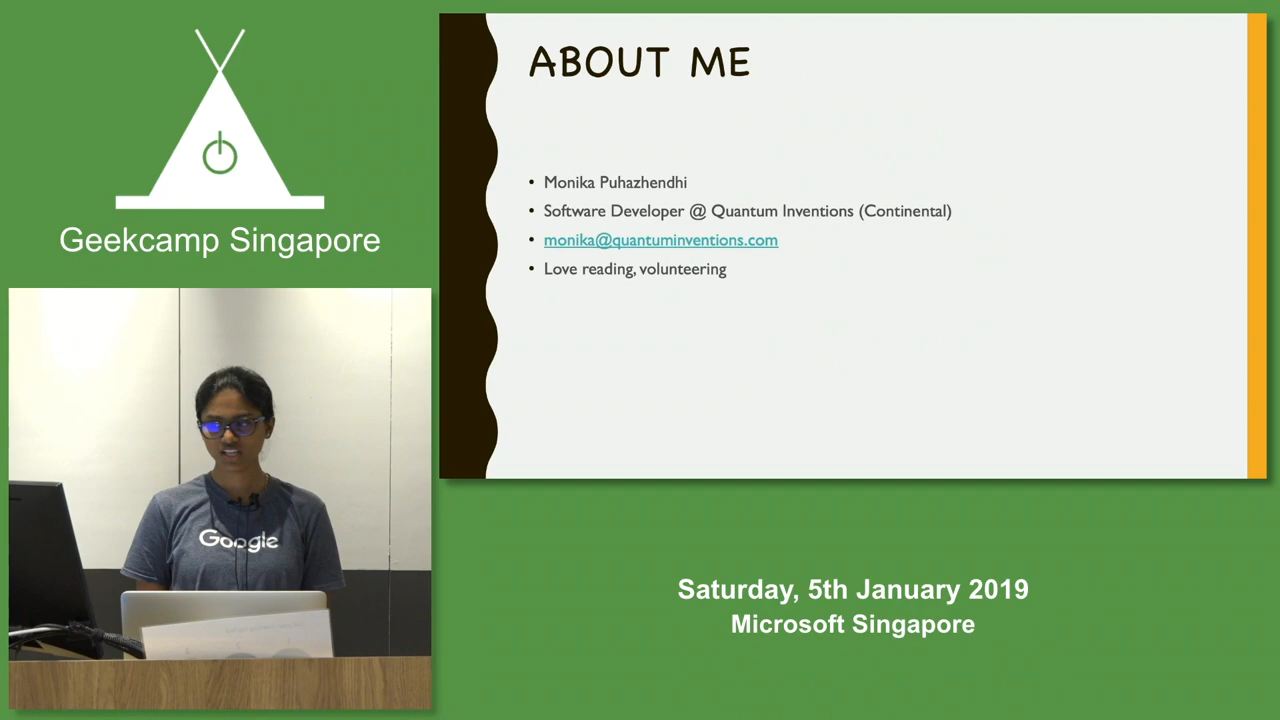 Geekcamp Singapore
Google
ABOUT ME
• Monika Puhazhendhi
• Software Developer @ Quantum Inventions (Continental)
• monika@quantuminventions.com
• Love reading, volunteering
Saturday, 5th January 2019
Microsoft Singapore